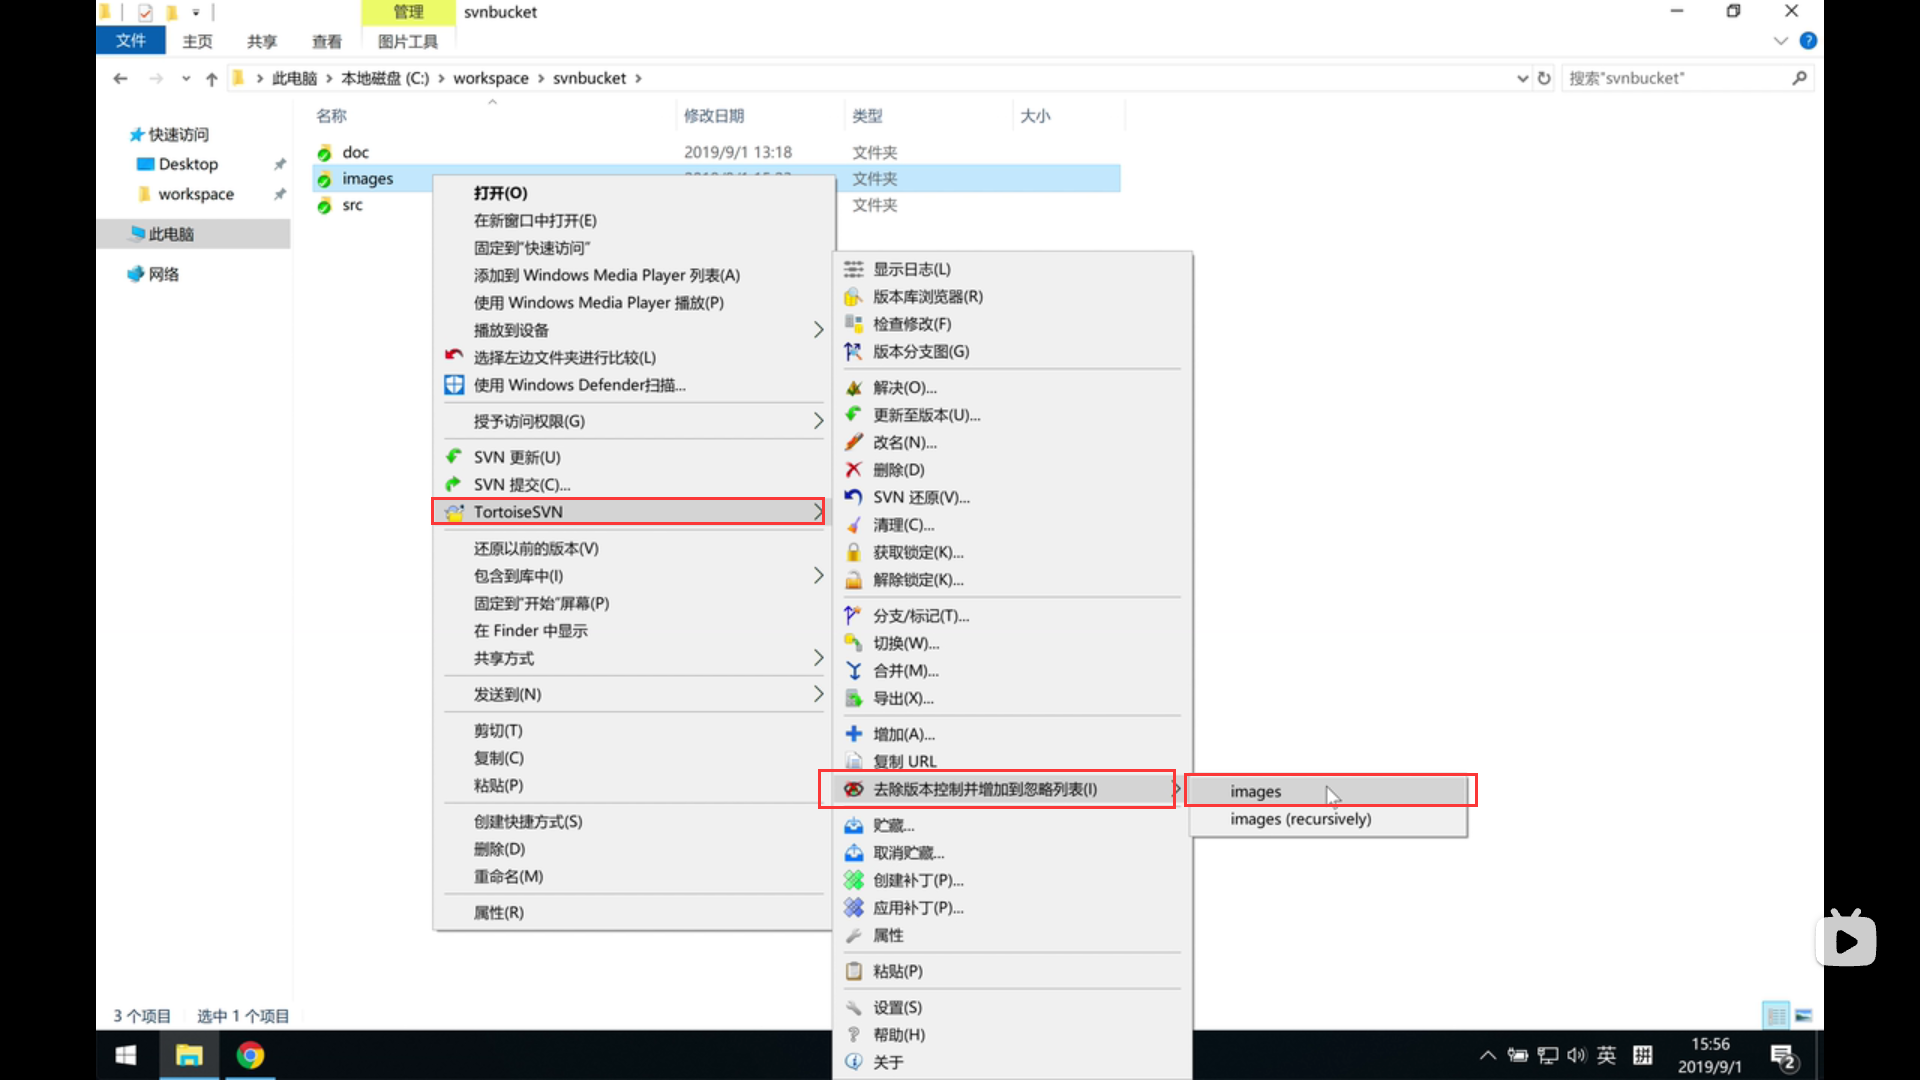 管理
svnbucket
文件
主页
共享
查看
图片工具
此电脑
本地磁盘 (C:)
workspace
svnbucket
搜索"svnbucket"
名称
修改日期
类型
大小
快速访问
Desktop
workspace
此电脑
网络
doc
2019/9/1 13:18
文件夹
images
文件夹
src
文件夹
打开(O)
在新窗口中打开(E)
固定到"快速访问"
添加到 Windows Media Player 列表(A)
使用 Windows Media Player 播放(P)
播放到设备
选择左边文件夹进行比较(L)
使用 Windows Defender扫描...
授予访问权限(G)
SVN 更新(U)
SVN 提交(C)...
TortoiseSVN
还原以前的版本(V)
包含到库中(I)
固定到"开始"屏幕(P)
在 Finder 中显示
共享方式
发送到(N)
剪切(T)
复制(C)
粘贴(P)
创建快捷方式(S)
删除(D)
重命名(M)
属性(R)
显示日志(L)
版本库浏览器(R)
检查修改(F)
版本分支图(G)
解决(O)...
更新至版本(U)...
改名(N)...
删除(D)
SVN 还原(V)...
清理(C)...
获取锁定(K)...
解除锁定(K)...
分支/标记(T)...
切换(W)...
合并(M)...
导出(X)...
增加(A)...
复制 URL
去除版本控制并增加到忽略列表(I)
贮藏...
取消贮藏...
创建补丁(P)...
应用补丁(P)...
属性
粘贴(P)
设置(S)
帮助(H)
关于
images
images (recursively)
3 个项目
选中 1 个项目
英
拼
15:56
2019/9/1
2